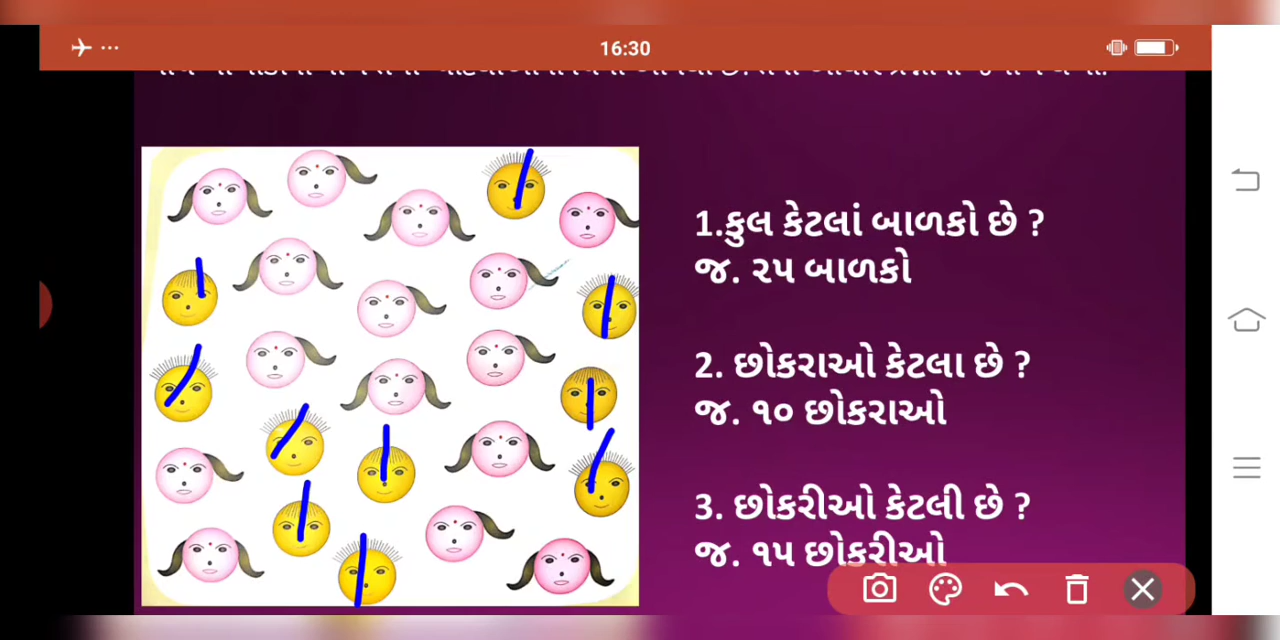 16:30
1.કુલ કેટલાં બાળકો છે ?
જ. ૨૫ બાળકો
2. છોકરાઓ કેટલા છે ?
જ. ૧૦ છોકરાઓ
3. છોકરીઓ કેટલી છે ?
જ. ૧૫ છોકરીઓ